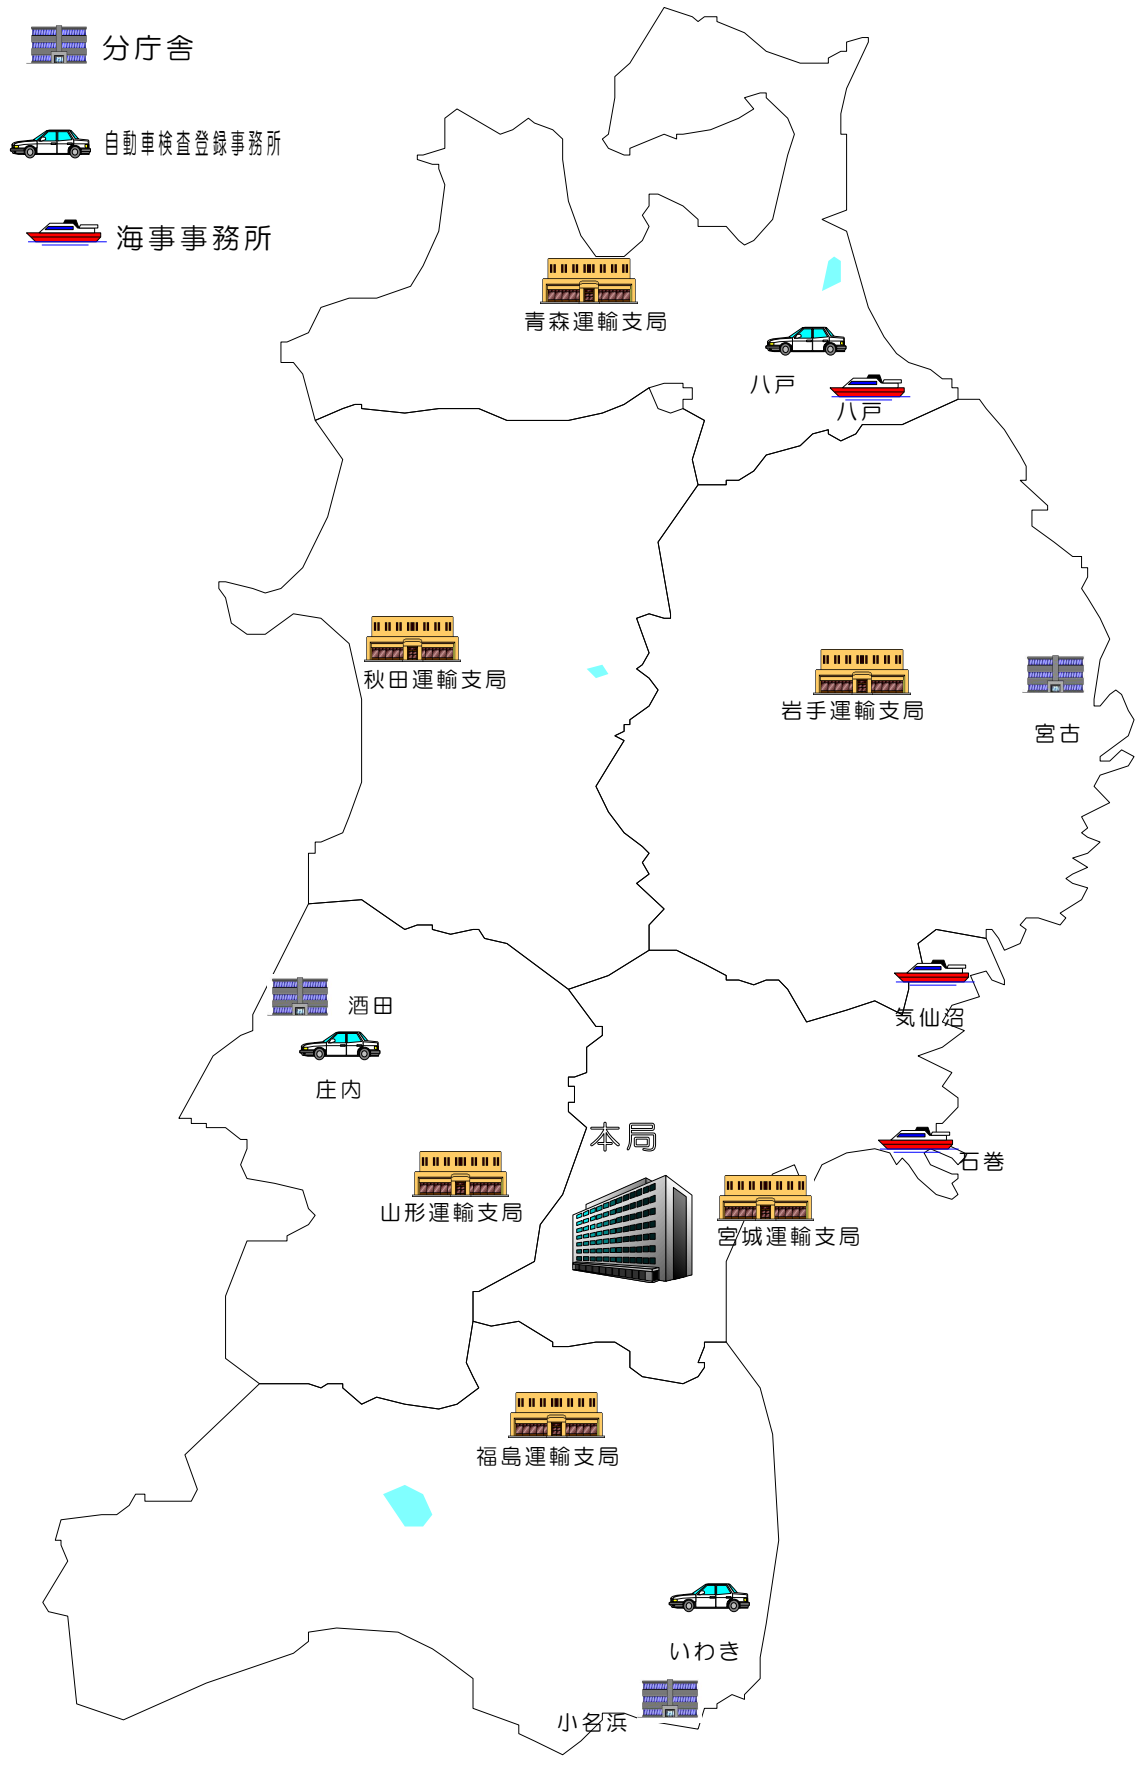 分庁舎
自動車検査登録事務所
海事事務所
青森運輸支局
八戸
八戸
秋田運輸支局
岩手運輸支局
宮古
酒田
庄内
気仙沼
本局
石巻
山形運輸支局
宮城運輸支局
福島運輸支局
いわき
小名浜